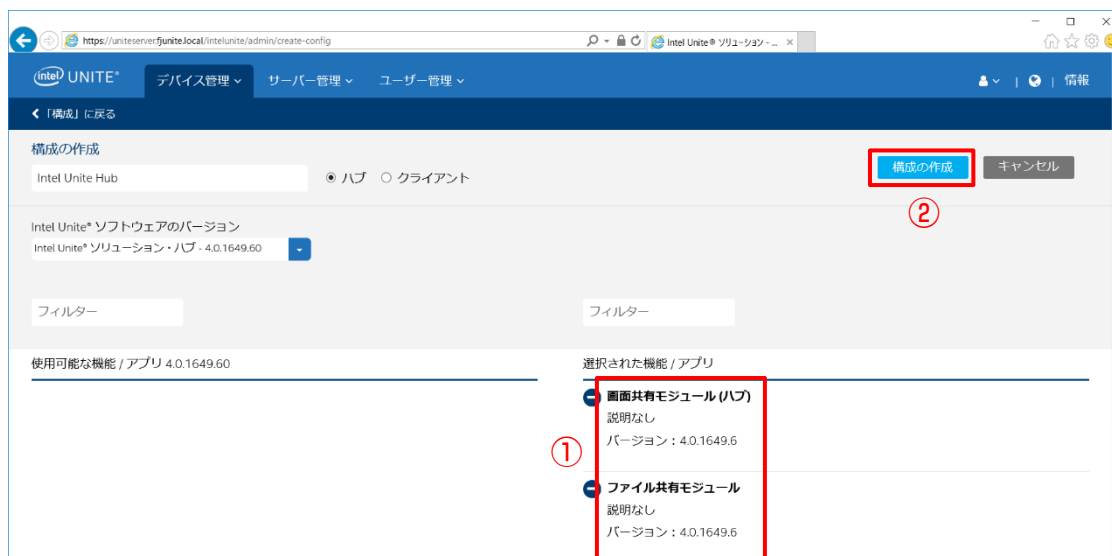 https://uniteserver.fjunite.local/intelunite/admin/create-config
Intel Unite® ソリューション - ...
intel UNITE® デバイス管理 サーバー管理 ユーザー管理 | | 情報
「構成」に戻る
構成の作成
Intel Unite Hub ハブ クライアント 構成の作成 キャンセル
②
Intel Unite® ソフトウェアのバージョン
Intel Unite® ソリューション・ハブ - 4.0.1649.60
フィルター フィルター
使用可能な機能 / アプリ 4.0.1649.60 選択された機能 / アプリ
画面共有モジュール (ハブ)
説明なし
①
バージョン : 4.0.1649.6
ファイル共有モジュール
説明なし
バージョン : 4.0.1649.6